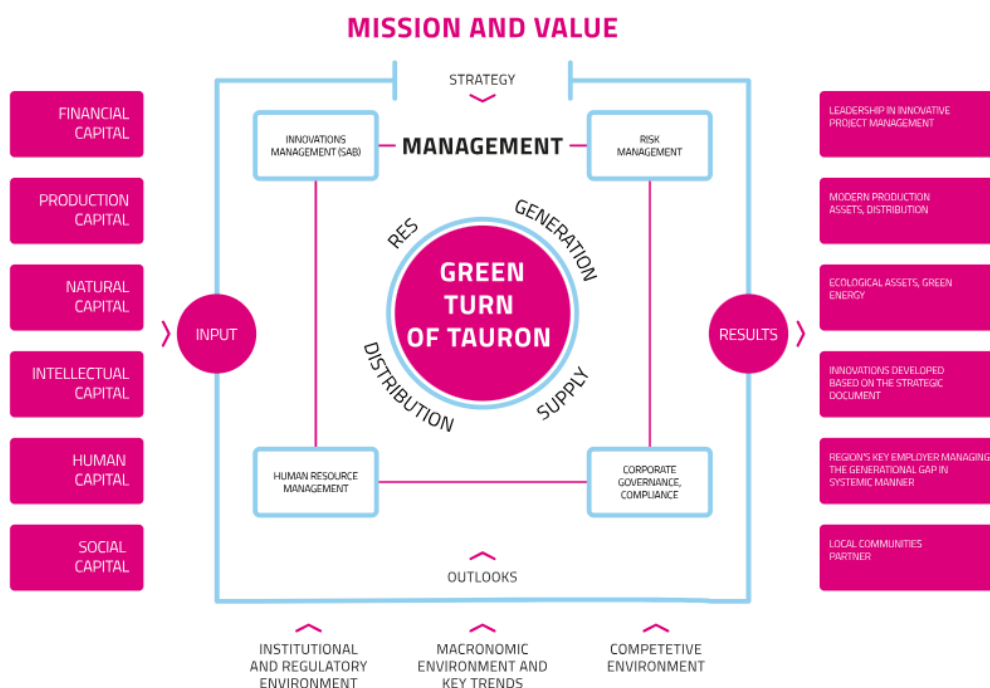 MISSION AND VALUE
STRATEGY
FINANCIAL
CAPITAL
PRODUCTION
CAPITAL
NATURAL
CAPITAL
INTELLECTUAL
CAPITAL
HUMAN
CAPITAL
SOCIAL
CAPITAL
INPUT
INNOVATIONS
MANAGEMENT (SAB)
MANAGEMENT
RISK
MANAGEMENT
RES
GENERATION
GREEN
TURN
OF TAURON
DISTRIBUTION
SUPPLY
HUMAN RESOURCE
MANAGEMENT
CORPORATE
GOVERNANCE,
COMPLIANCE
OUTLOOKS
RESULTS
LEADERSHIP IN INNOVATIVE
PROJECT MANAGEMENT
MODERN PRODUCTION
ASSETS, DISTRIBUTION
ECOLOGICAL ASSETS, GREEN
ENERGY
INNOVATIONS DEVELOPED
BASED ON THE STRATEGIC
DOCUMENT
REGION'S KEY EMPLOYER MANAGING
THE GENERATIONAL GAP IN
SYSTEMIC MANNER
LOCAL COMMUNITIES
PARTNER
INSTITUTIONAL
AND REGULATORY
ENVIRONMENT
MACRONOMIC
ENVIRONMENT AND
KEY TRENDS
COMPETETIVE
ENVIRONMENT